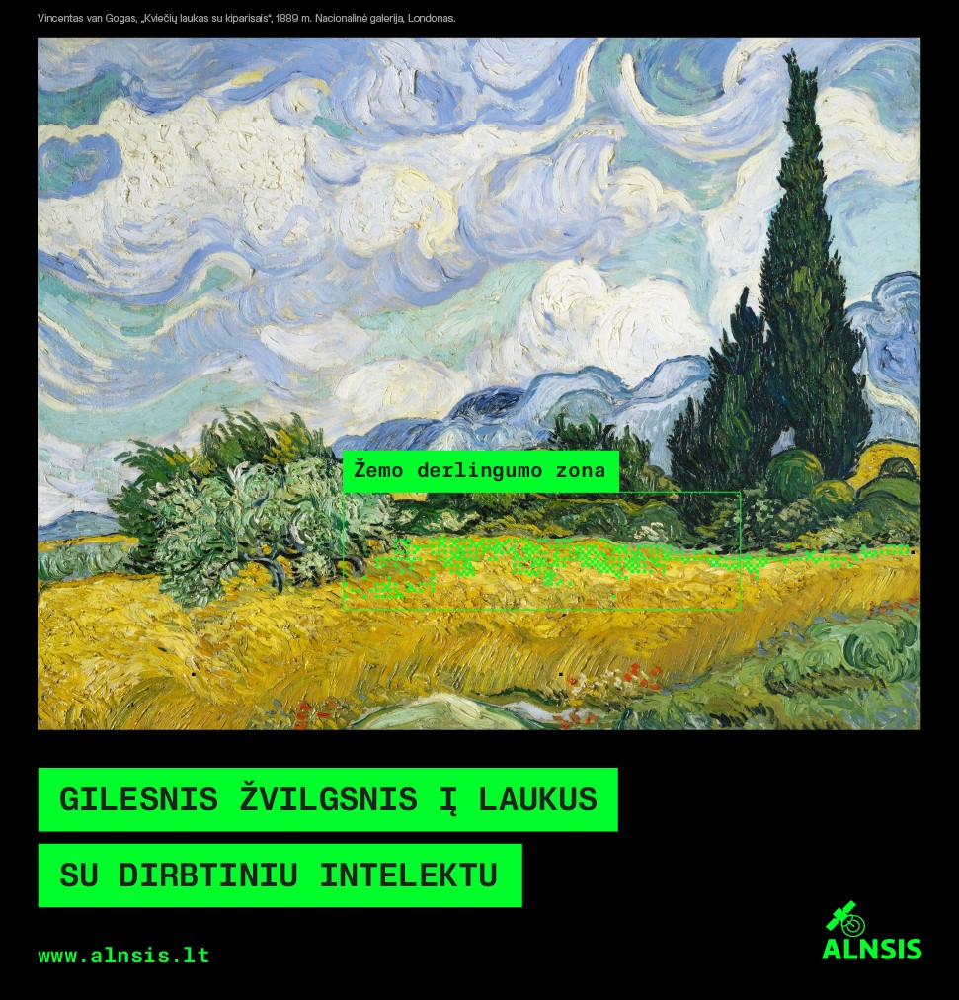 Vincentas van Gogas, „Kviečių laukas su kiparisais“, 1889 m. Nacionalinė galerija, Londonas.
Žemo derlingumo zona
GILESNIS ŽVILGSNIS Į LAUKUS
SU DIRBTINIU INTELEKTU
www.alnsis.lt
ALNSIS